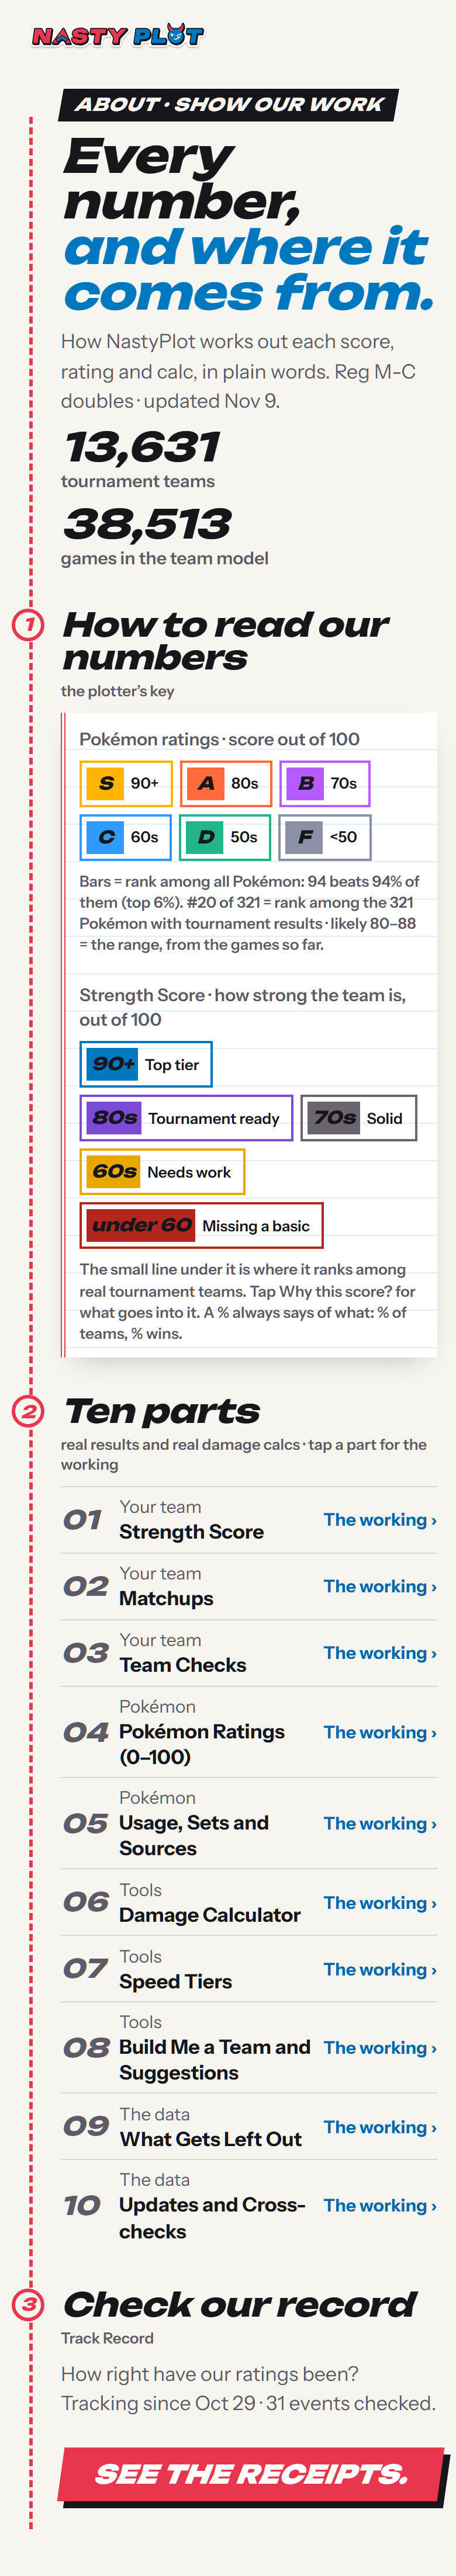 NASTY PLOT
ABOUT · SHOW OUR WORK
Every
number,
and where it
comes from.
How NastyPlot works out each score,
rating and calc, in plain words. Reg M-C
doubles · updated Nov 9.
13,631
tournament teams
38,513
games in the team model
1
How to read our
numbers
the plotter’s key
Pokémon ratings · score out of 100
S 90+ A 80s B 70s
C 60s D 50s F <50
Bars = rank among all Pokémon: 94 beats 94% of
them (top 6%). #20 of 321 = rank among the 321
Pokémon with tournament results · likely 80–88
= the range, from the games so far.
Strength Score · how strong the team is,
out of 100
90+ Top tier
80s Tournament ready 70s Solid
60s Needs work
under 60 Missing a basic
The small line under it is where it ranks among
real tournament teams. Tap Why this score? for
what goes into it. A % always says of what: % of
teams, % wins.
2
Ten parts
real results and real damage calcs · tap a part for the
working
01 Your team
Strength Score The working ›
02 Your team
Matchups The working ›
03 Your team
Team Checks The working ›
04 Pokémon
Pokémon Ratings The working ›
(0–100)
05 Pokémon
Usage, Sets and The working ›
Sources
06 Tools
Damage Calculator The working ›
07 Tools
Speed Tiers The working ›
08 Tools
Build Me a Team and The working ›
Suggestions
09 The data
What Gets Left Out The working ›
10 The data
Updates and Cross- The working ›
checks
3
Check our record
Track Record
How right have our ratings been?
Tracking since Oct 29 · 31 events checked.
SEE THE RECEIPTS.